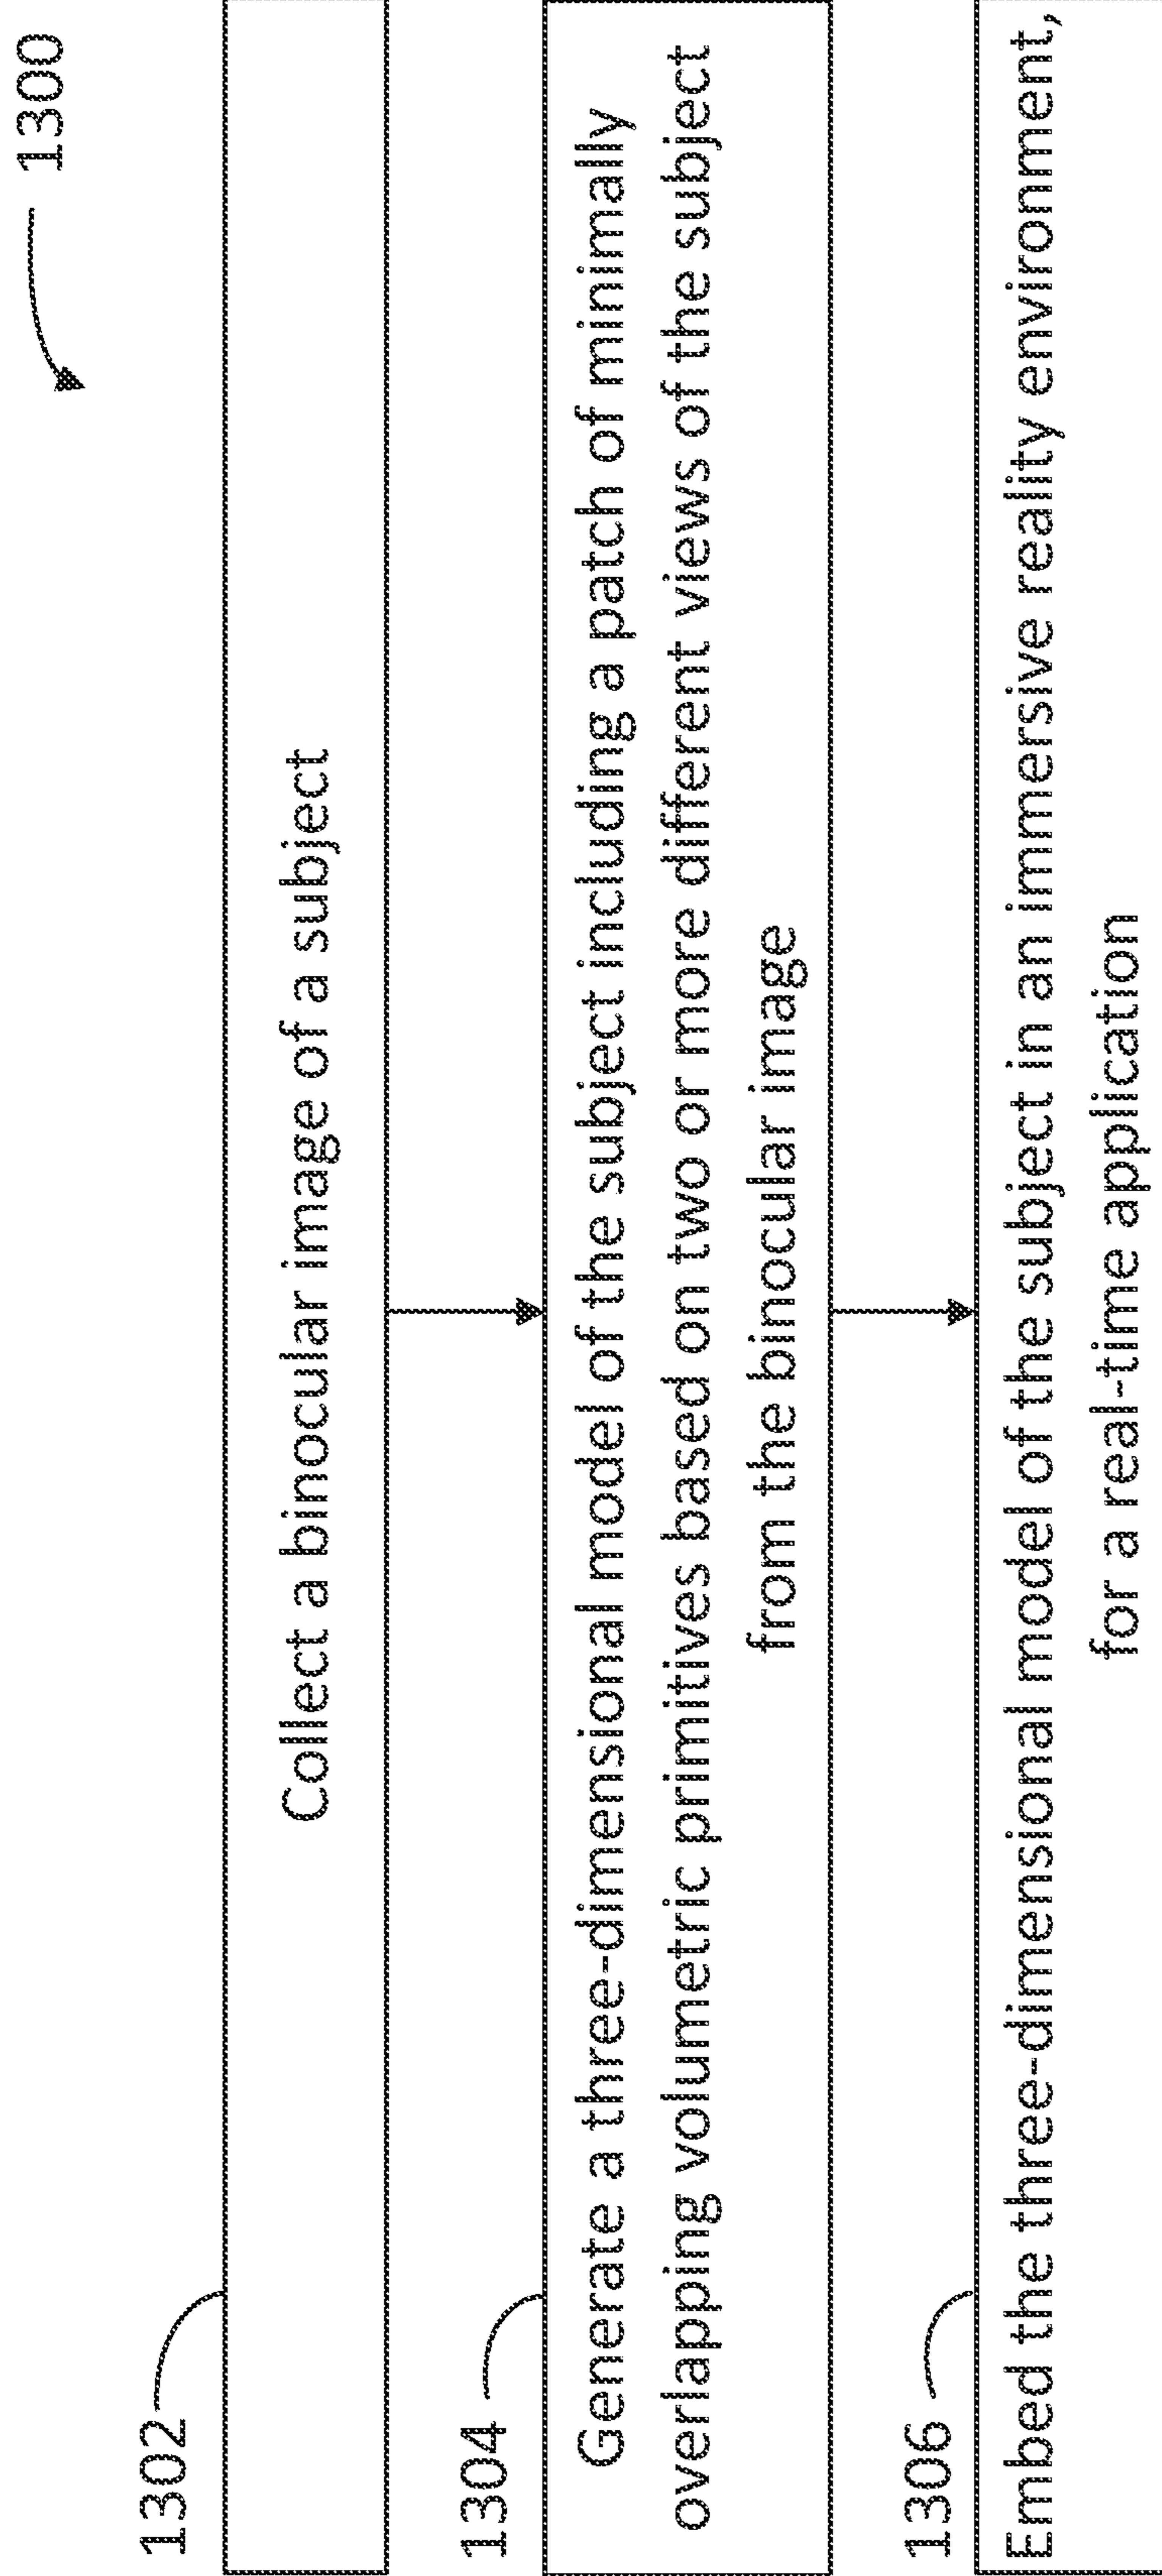 1300
1302
Collect a binocular image of a subject
1304
Generate a three-dimensional model of the subject including a patch of minimally
overlapping volumetric primitives based on two or more different views of the subject
from the binocular image
1306
Embed the three-dimensional model of the subject in an immersive reality environment,
for a real-time application